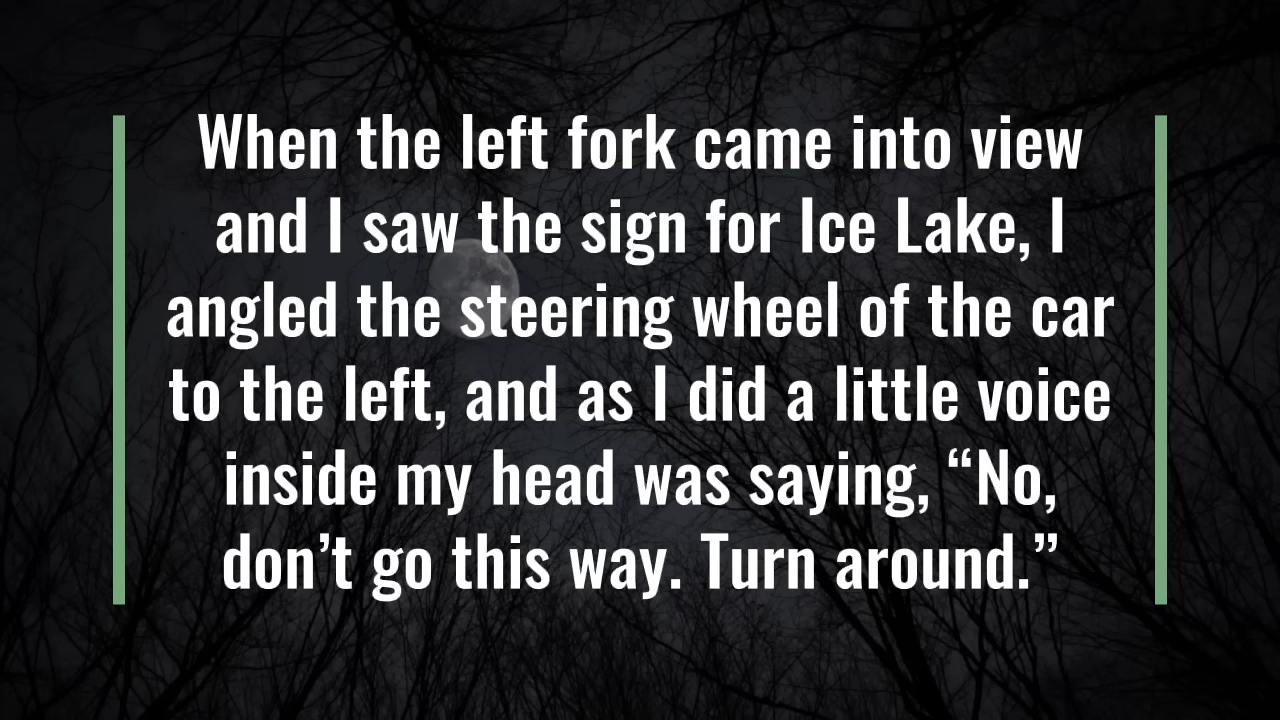 When the left fork came into view
and I saw the sign for Ice Lake, I
angled the steering wheel of the car
to the left, and as I did a little voice
inside my head was saying, “No,
don’t go this way. Turn around.”